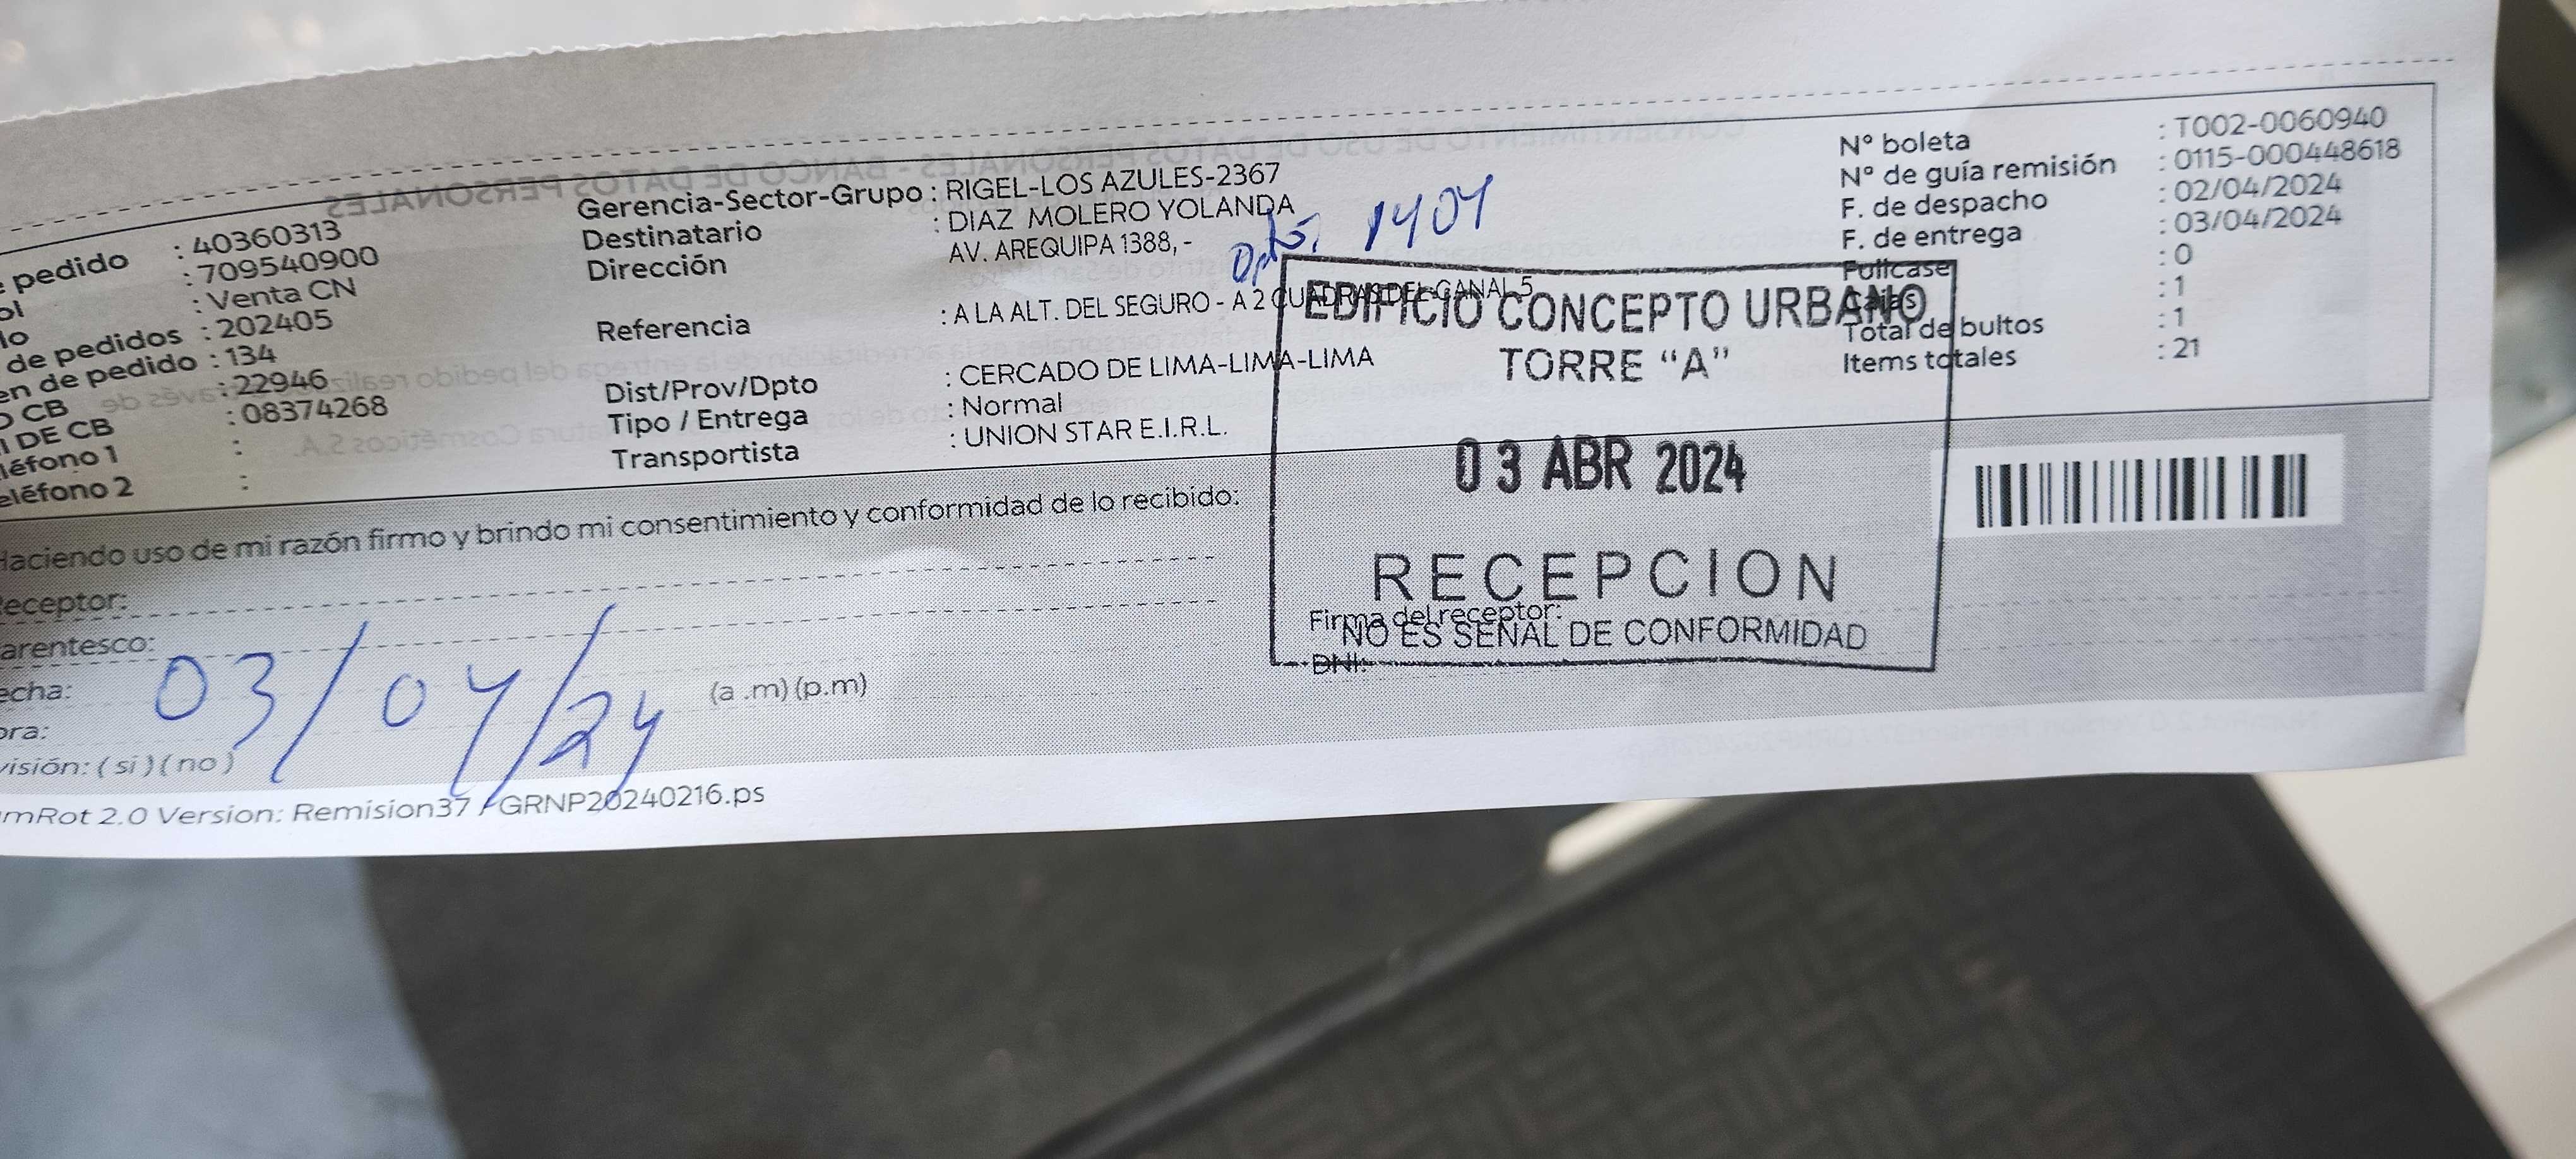 pedido : 40360313
: 709540900
: Venta CN
de pedidos : 202405
en de pedido : 134
CB : 22946
DE CB : 08374268
léfono 1 :
eléfono 2 :
Gerencia-Sector-Grupo : RIGEL-LOS AZULES-2367
Destinatario : DIAZ MOLERO YOLANDA
Dirección AV. AREQUIPA 1388, -
Dpto. 1404
Referencia : A LA ALT. DEL SEGURO - A 2 CUADRAS DEL CANAL 5
Dist/Prov/Dpto : CERCADO DE LIMA-LIMA-LIMA
Tipo / Entrega : Normal
Transportista : UNION STAR E.I.R.L.
N° boleta : T002-0060940
N° de guía remisión : 0115-000448618
F. de despacho : 02/04/2024
F. de entrega : 03/04/2024
Fullcase : 0
Cajas : 1
Total de bultos : 1
Items totales : 21
EDIFICIO CONCEPTO URBANO
TORRE “A”
03 ABR 2024
RECEPCION
NO ES SEÑAL DE CONFORMIDAD
Haciendo uso de mi razón firmo y brindo mi consentimiento y conformidad de lo recibido:
eceptor:
arentesco:
echa: 03/04/24
ora: (a .m) (p.m)
visión: ( si ) ( no )
Firma del receptor:
DNI:
mRot 2.0 Version: Remision37 / GRNP20240216.ps